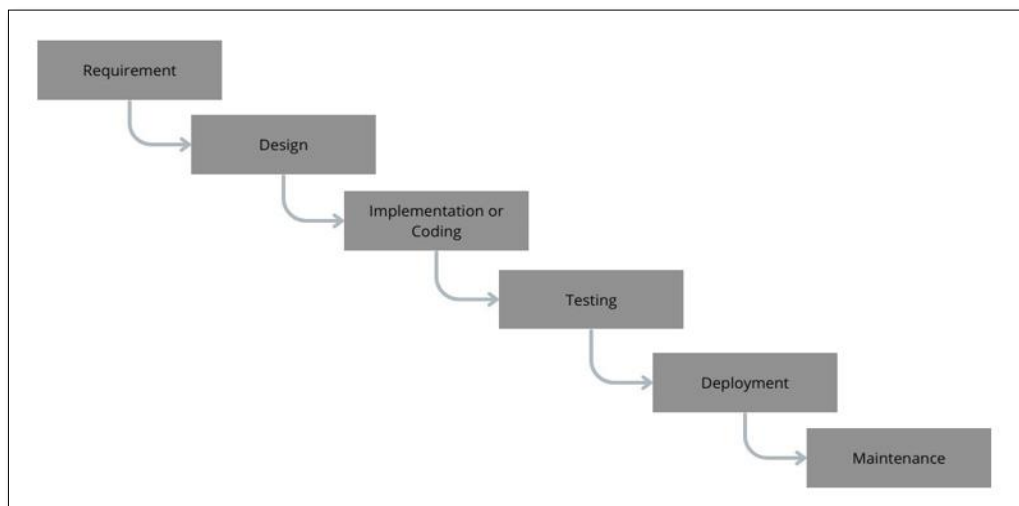 Requirement
Design
Implementation or
Coding
Testing
Deployment
Maintenance